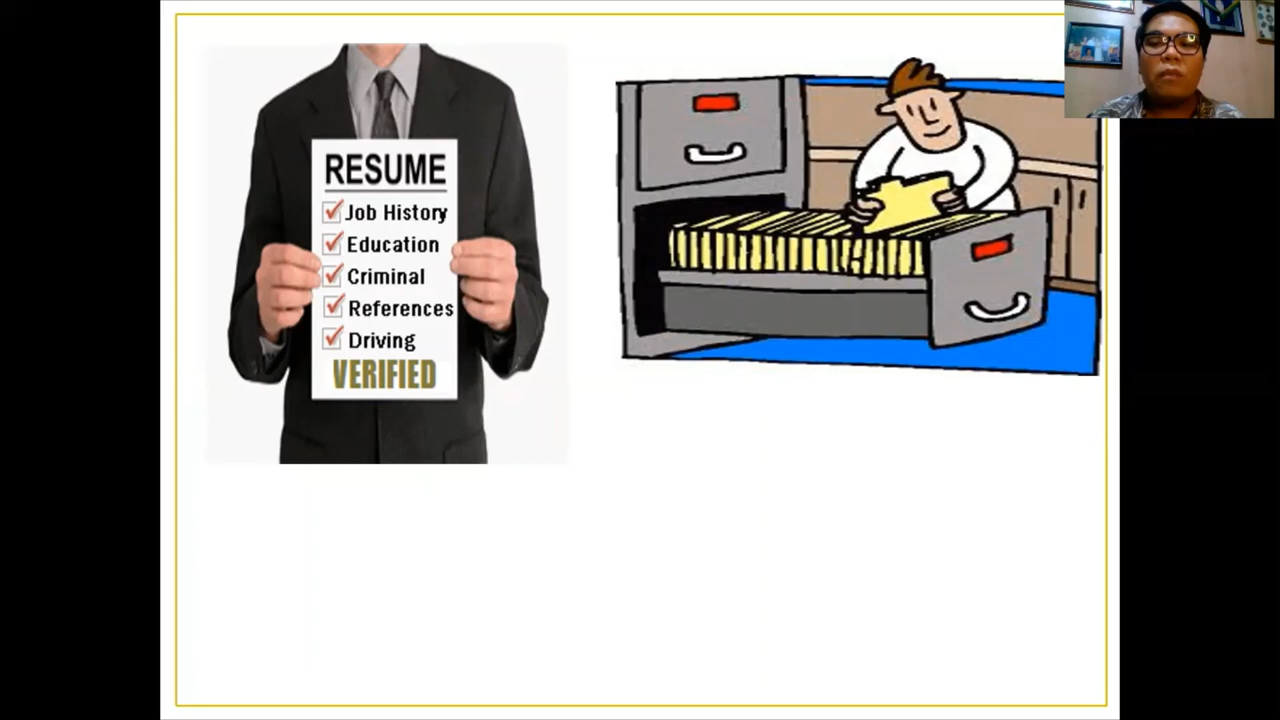 RESUME
Job History
Education
Criminal
References
Driving
VERIFIED